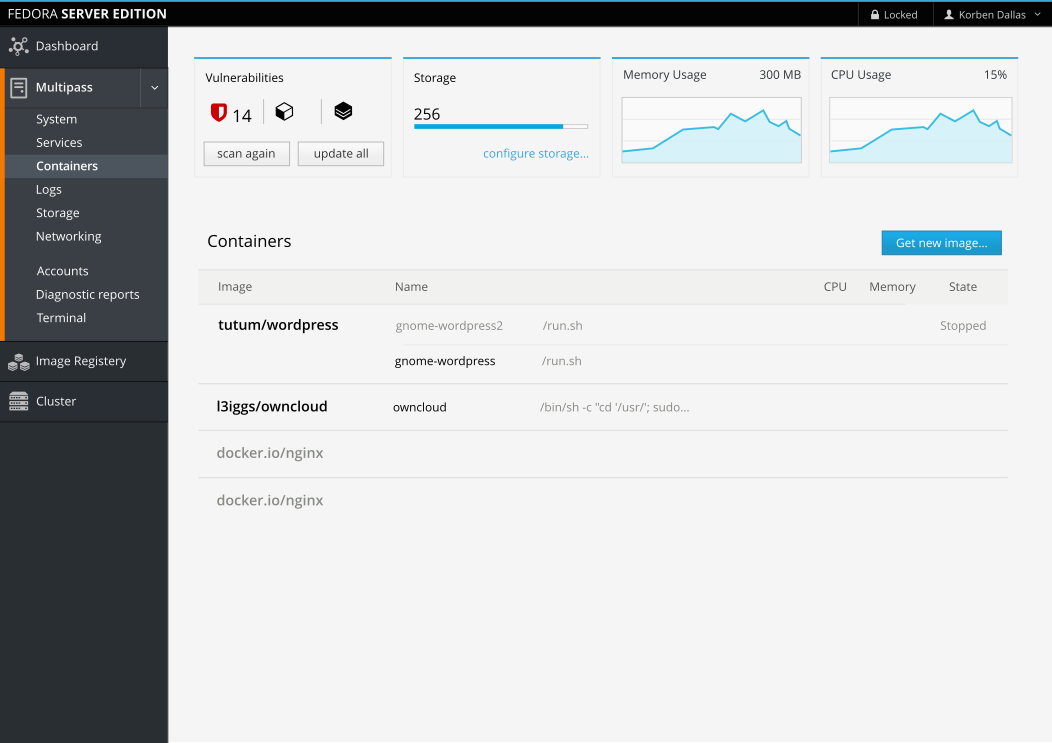 FEDORA SERVER EDITION
Locked
Korben Dallas
Dashboard
Multipass
System
Services
Containers
Logs
Storage
Networking
Accounts
Diagnostic reports
Terminal
Image Registery
Cluster
Vulnerabilities
14
scan again
update all
Storage
256
configure storage...
Memory Usage 300 MB
CPU Usage 15%
Containers
Get new image...
Image Name CPU Memory State
tutum/wordpress gnome-wordpress2 /run.sh Stopped
gnome-wordpress /run.sh
l3iggs/owncloud owncloud /bin/sh -c "cd '/usr/'; sudo...
docker.io/nginx
docker.io/nginx